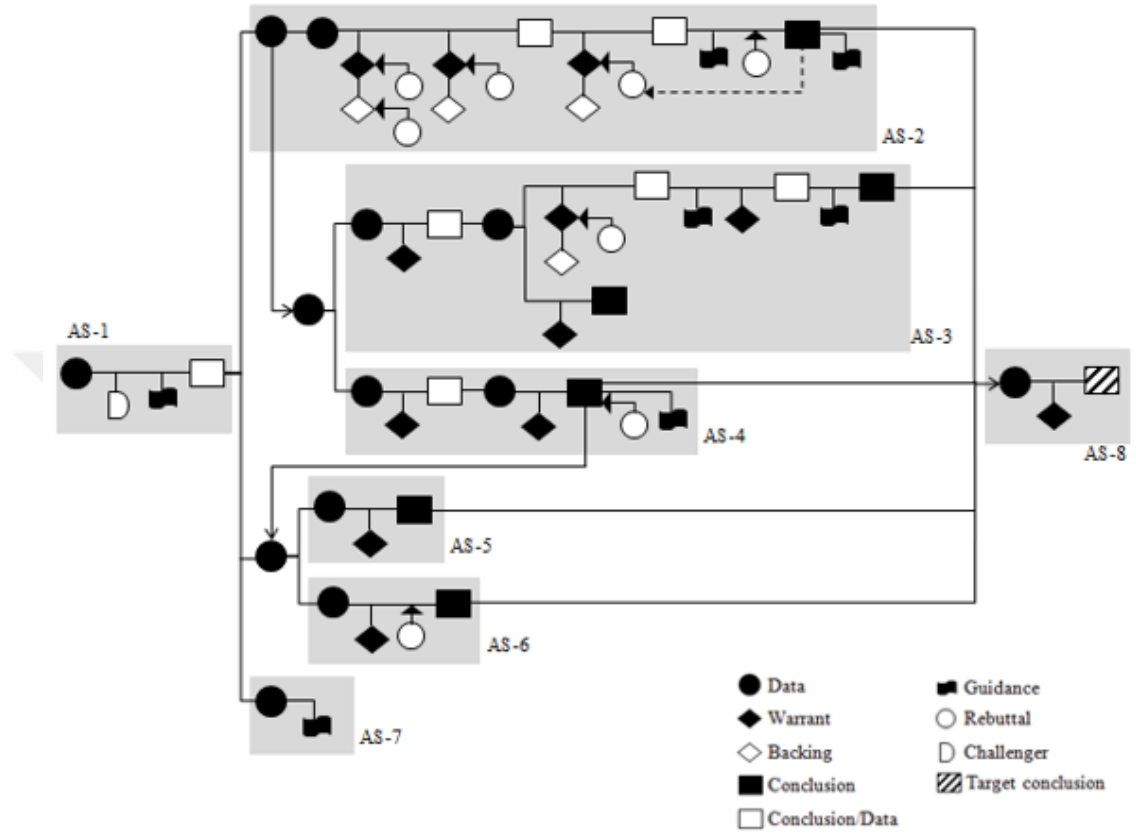 AS-2
AS-3
AS-1
AS-4
AS-8
AS-5
AS-6
AS-7
Data
Warrant
Backing
Conclusion
Conclusion/Data
Guidance
Rebuttal
Challenger
Target conclusion